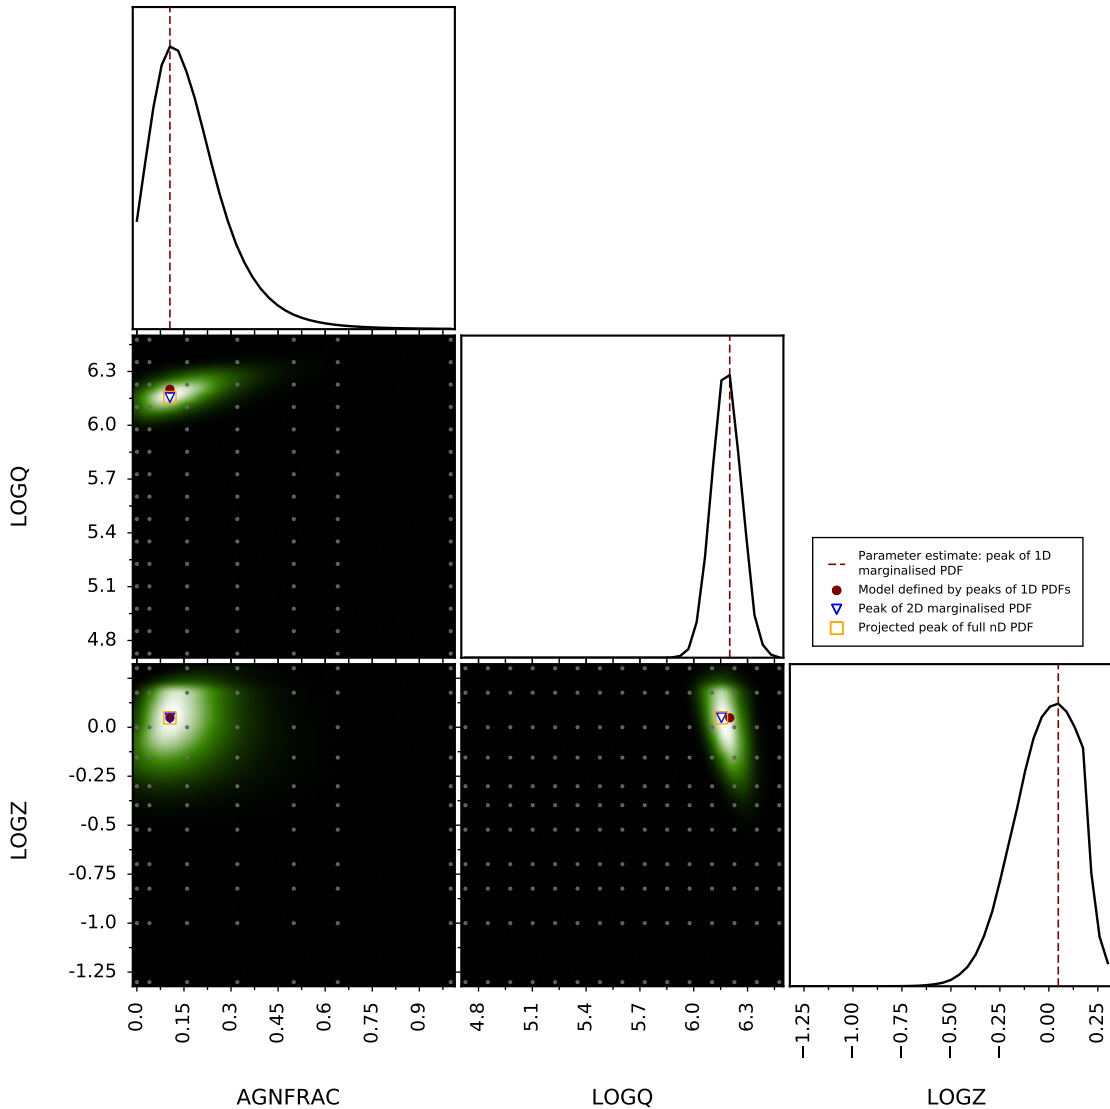 6.3
6.0
5.7
5.4
5.1
4.8
LOGQ
Parameter estimate: peak of 1D
marginalised PDF
Model defined by peaks of 1D PDFs
Peak of 2D marginalised PDF
Projected peak of full nD PDF
0.0
-0.25
-0.5
-0.75
-1.0
-1.25
LOGZ
0.0 0.15 0.3 0.45 0.6 0.75 0.9
4.8 5.1 5.4 5.7 6.0 6.3
−1.25 −1.00 −0.75 −0.50 −0.25 0.00 0.25
AGNFRAC LOGQ LOGZ